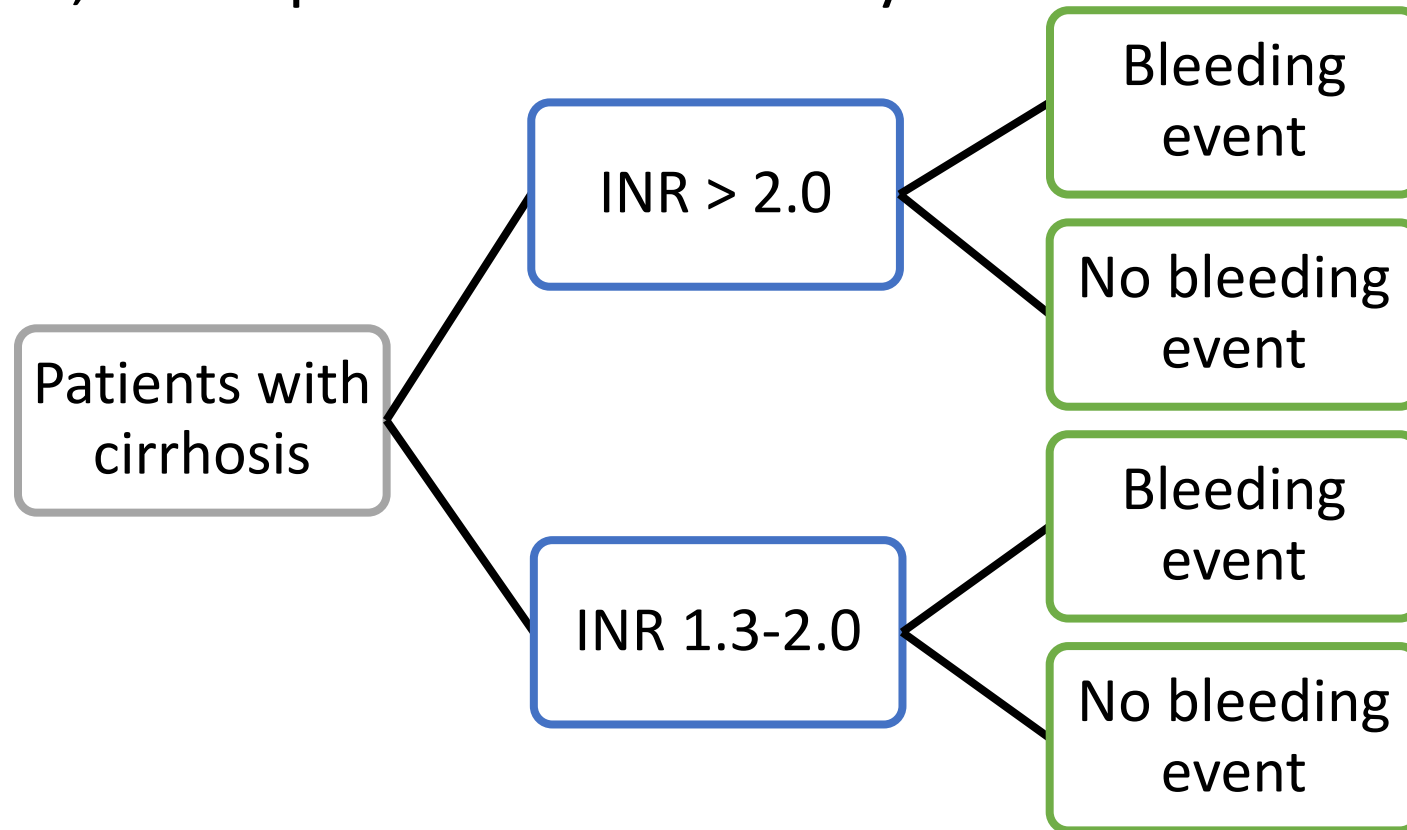 Bleeding
event
INR > 2.0
No bleeding
event
Patients with
cirrhosis
Bleeding
event
INR 1.3-2.0
No bleeding
event